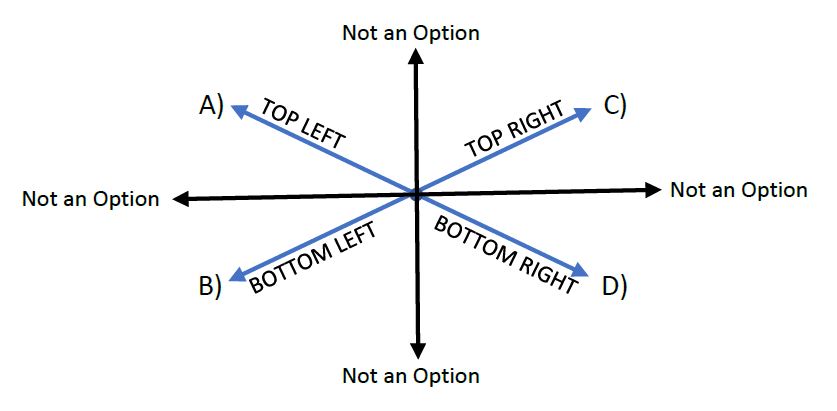 Not an Option
A)
TOP LEFT
TOP RIGHT
C)
Not an Option
Not an Option
B)
BOTTOM LEFT
BOTTOM RIGHT
D)
Not an Option